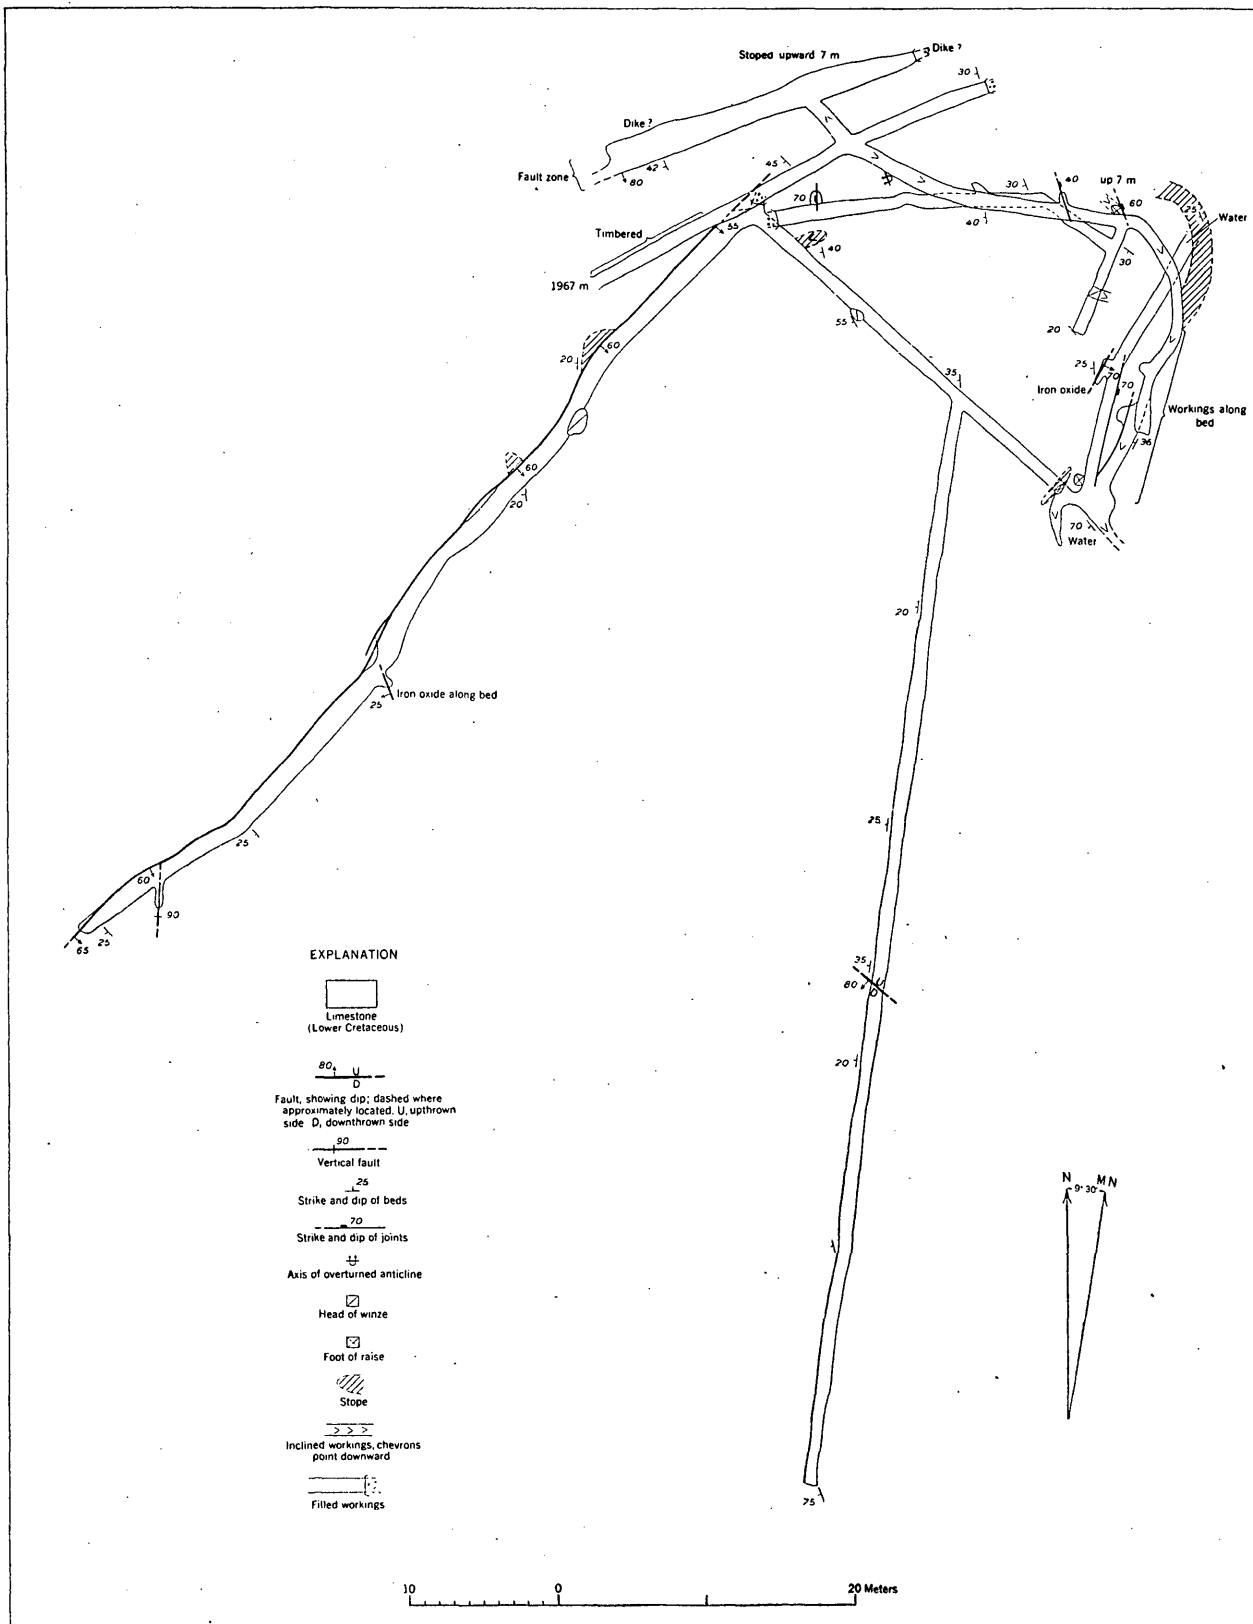 Stoped upward 7 m
Dike ?
30
Dike ?
Fault zone
42
80
45
70
30
40
up 7 m
60
25
Water
40
Timbered
55
27
40
30
1967 m
20
60
55
20
35
25
70
Iron oxide
70
Workings along bed
36
60
20
70
Water
20
25
Iron oxide along bed
25
25
60
90
65
25
35
80
U
D
20
75
EXPLANATION
Limestone
(Lower Cretaceous)
80
U
D
Fault, showing dip; dashed where
approximately located. U, upthrown
side D, downthrown side
90
Vertical fault
25
Strike and dip of beds
70
Strike and dip of joints
Axis of overturned anticline
Head of winze
Foot of raise
Stope
Inclined workings, chevrons
point downward
Filled workings
N
MN
9° 30'
10
0
20 Meters